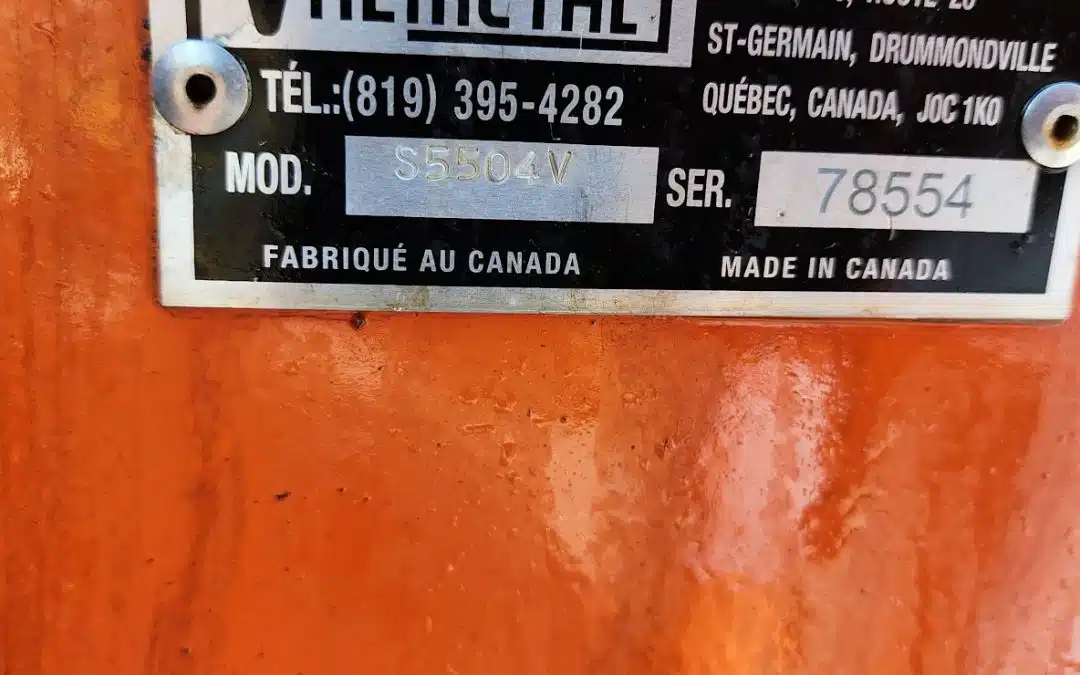 ST-GERMAIN, DRUMMONDVILLE
TÉL.:(819) 395-4282
QUÉBEC, CANADA, J0C 1K0
MOD. S5504V SER. 78554
FABRIQUÉ AU CANADA MADE IN CANADA